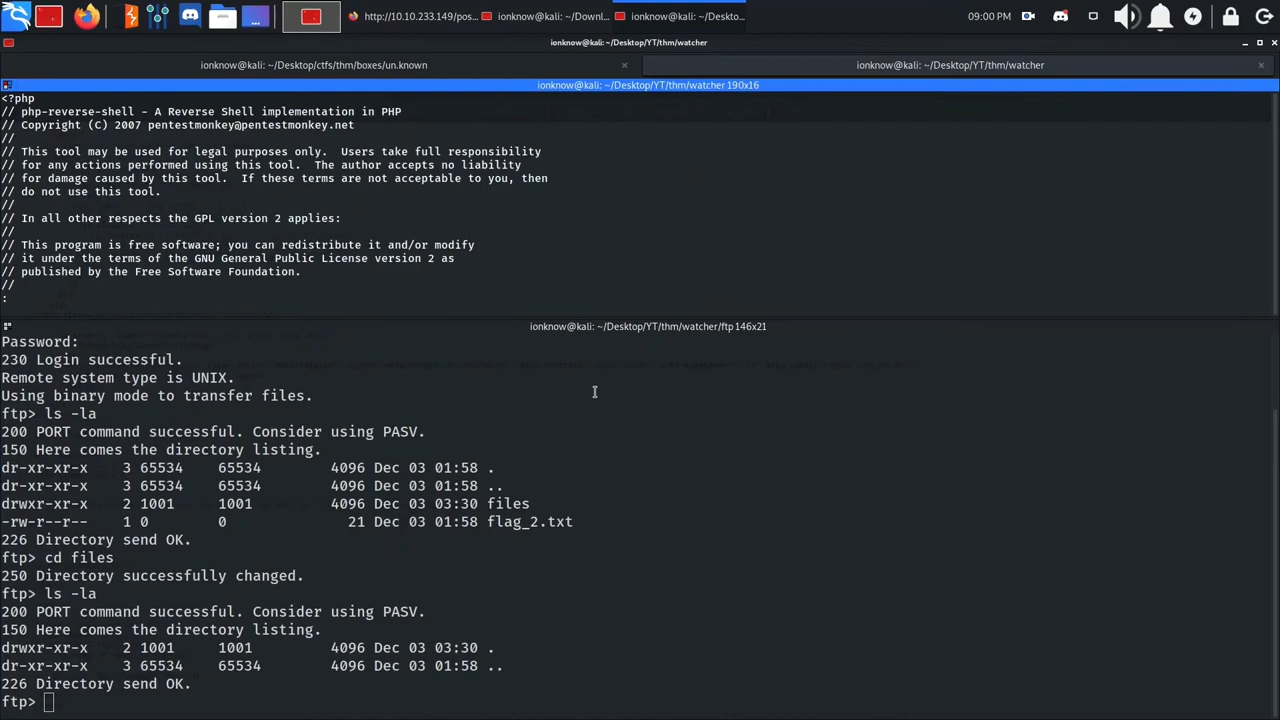 http://10.10.233.149/pos...
ionknow@kali: ~/Downl...
ionknow@kali: ~/Deskto...
09:00 PM
ionknow@kali: ~/Desktop/YT/thm/watcher
ionknow@kali: ~/Desktop/ctfs/thm/boxes/un.known
ionknow@kali: ~/Desktop/YT/thm/watcher
ionknow@kali: ~/Desktop/YT/thm/watcher 190x16
<?php
// php-reverse-shell - A Reverse Shell implementation in PHP
// Copyright (C) 2007 pentestmonkey@pentestmonkey.net
//
// This tool may be used for legal purposes only.  Users take full responsibility
// for any actions performed using this tool.  The author accepts no liability
// for damage caused by this tool.  If these terms are not acceptable to you, then
// do not use this tool.
//
// In all other respects the GPL version 2 applies:
//
// This program is free software; you can redistribute it and/or modify
// it under the terms of the GNU General Public License version 2 as
// published by the Free Software Foundation.
//
:
ionknow@kali: ~/Desktop/YT/thm/watcher/ftp 146x21
Password:
230 Login successful.
Remote system type is UNIX.
Using binary mode to transfer files.
ftp> ls -la
200 PORT command successful. Consider using PASV.
150 Here comes the directory listing.
dr-xr-xr-x    3 65534    65534        4096 Dec 03 01:58 .
dr-xr-xr-x    3 65534    65534        4096 Dec 03 01:58 ..
drwxr-xr-x    2 1001     1001         4096 Dec 03 03:30 files
-rw-r--r--    1 0        0              21 Dec 03 01:58 flag_2.txt
226 Directory send OK.
ftp> cd files
250 Directory successfully changed.
ftp> ls -la
200 PORT command successful. Consider using PASV.
150 Here comes the directory listing.
drwxr-xr-x    2 1001     1001         4096 Dec 03 03:30 .
dr-xr-xr-x    3 65534    65534        4096 Dec 03 01:58 ..
226 Directory send OK.
ftp>